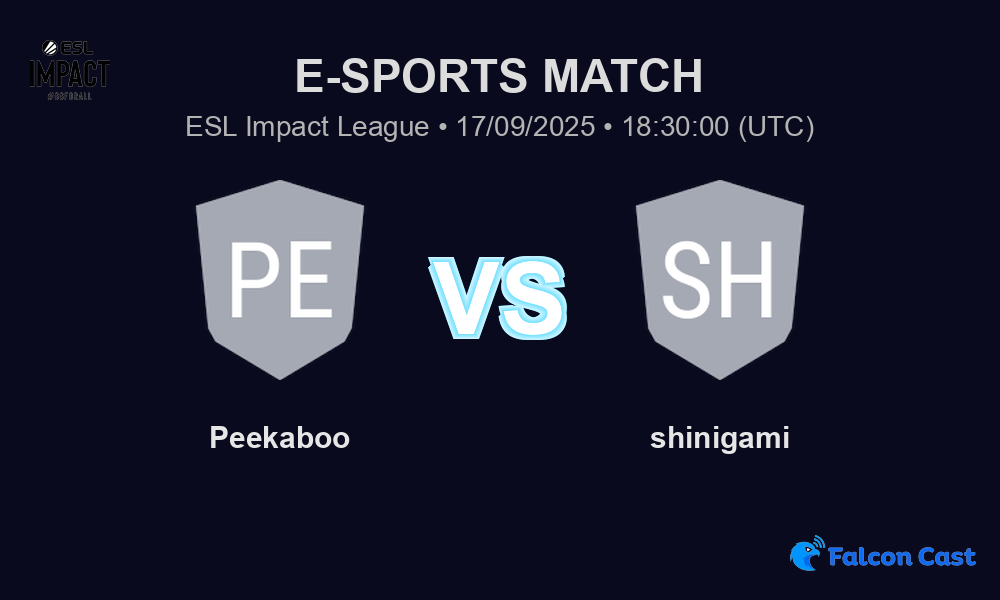 ESL
IMPACT
#GGFORALL
E-SPORTS MATCH
ESL Impact League • 17/09/2025 • 18:30:00 (UTC)
PE
VS
SH
Peekaboo
shinigami
Falcon Cast